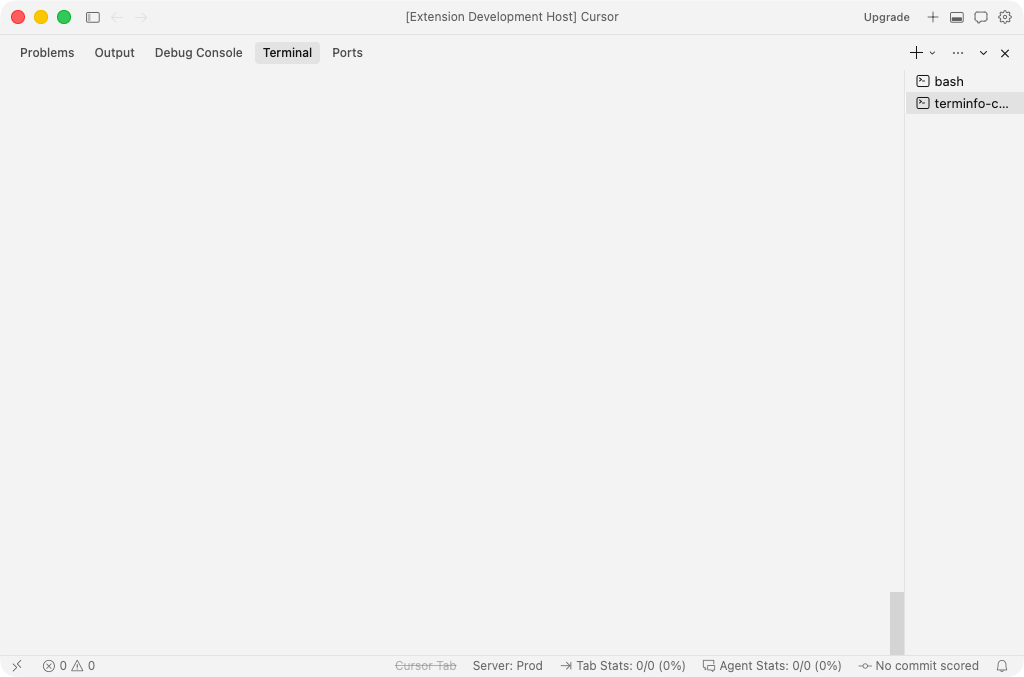 [Extension Development Host] Cursor
Upgrade
Problems
Output
Debug Console
Terminal
Ports
bash
terminfo-c...
0
0
Cursor Tab
Server: Prod
Tab Stats: 0/0 (0%)
Agent Stats: 0/0 (0%)
No commit scored